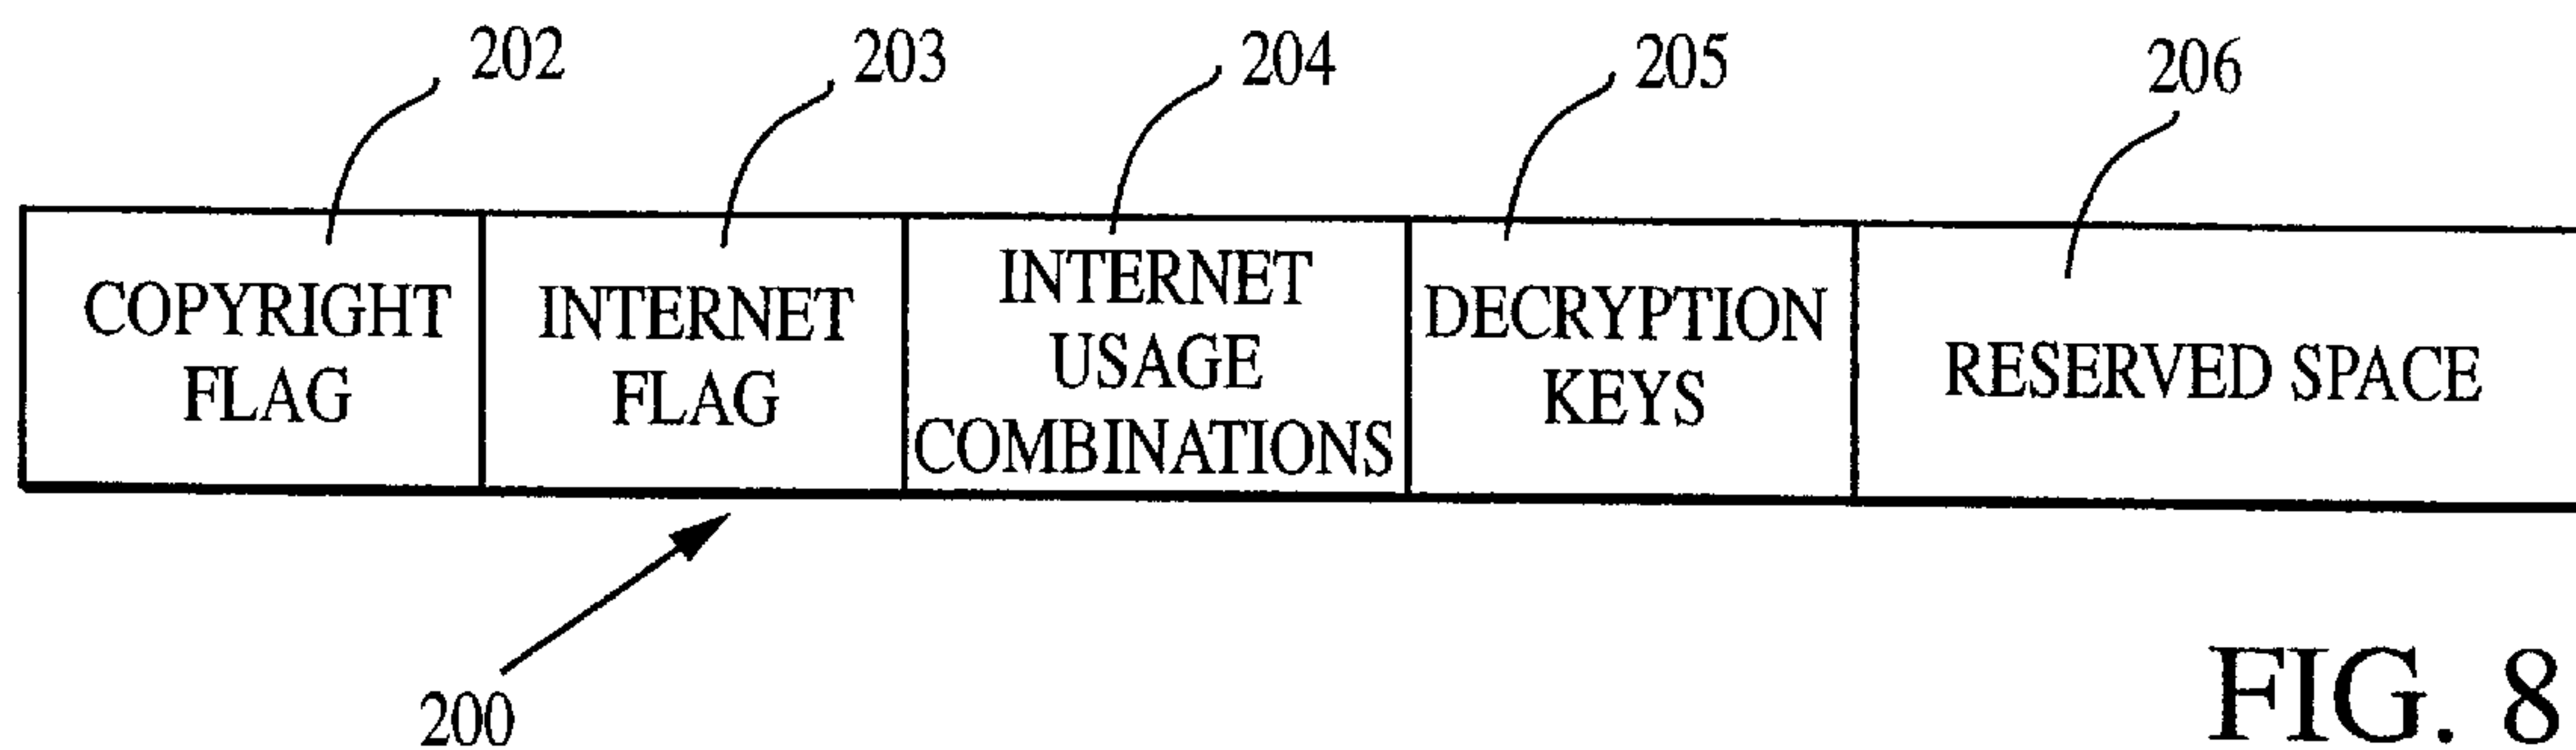 202
203
204
205
206
COPYRIGHT
FLAG
INTERNET
FLAG
INTERNET
USAGE
COMBINATIONS
DECRYPTION
KEYS
RESERVED SPACE
200
FIG. 8